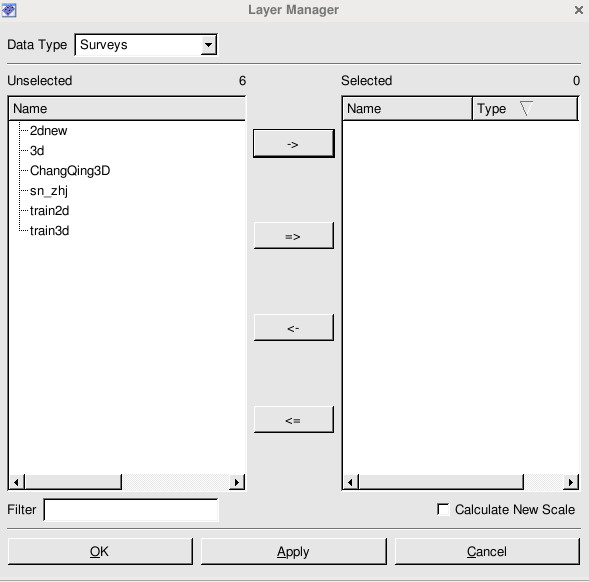 Layer Manager
Data Type Surveys
Unselected 6 Selected 0
Name Name Type
2dnew
3d
ChangQing3D
sn_zhj
train2d
train3d
->
=>
<-
<=
Filter Calculate New Scale
OK Apply Cancel